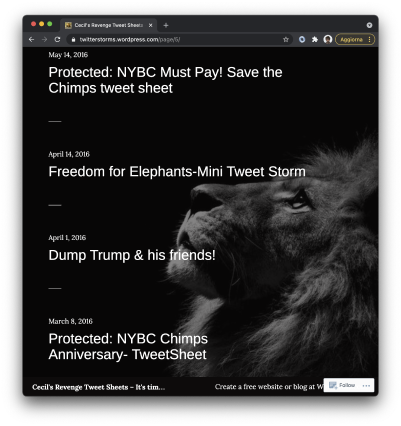 Cecil's Revenge Tweet Sheets
twitterstorms.wordpress.com/page/5/
Aggiorna
May 14, 2016
Protected: NYBC Must Pay! Save the
Chimps tweet sheet
April 14, 2016
Freedom for Elephants-Mini Tweet Storm
April 1, 2016
Dump Trump & his friends!
March 8, 2016
Protected: NYBC Chimps
Anniversary- TweetSheet
Cecil's Revenge Tweet Sheets – It's tim...
Create a free website or blog at W
Follow